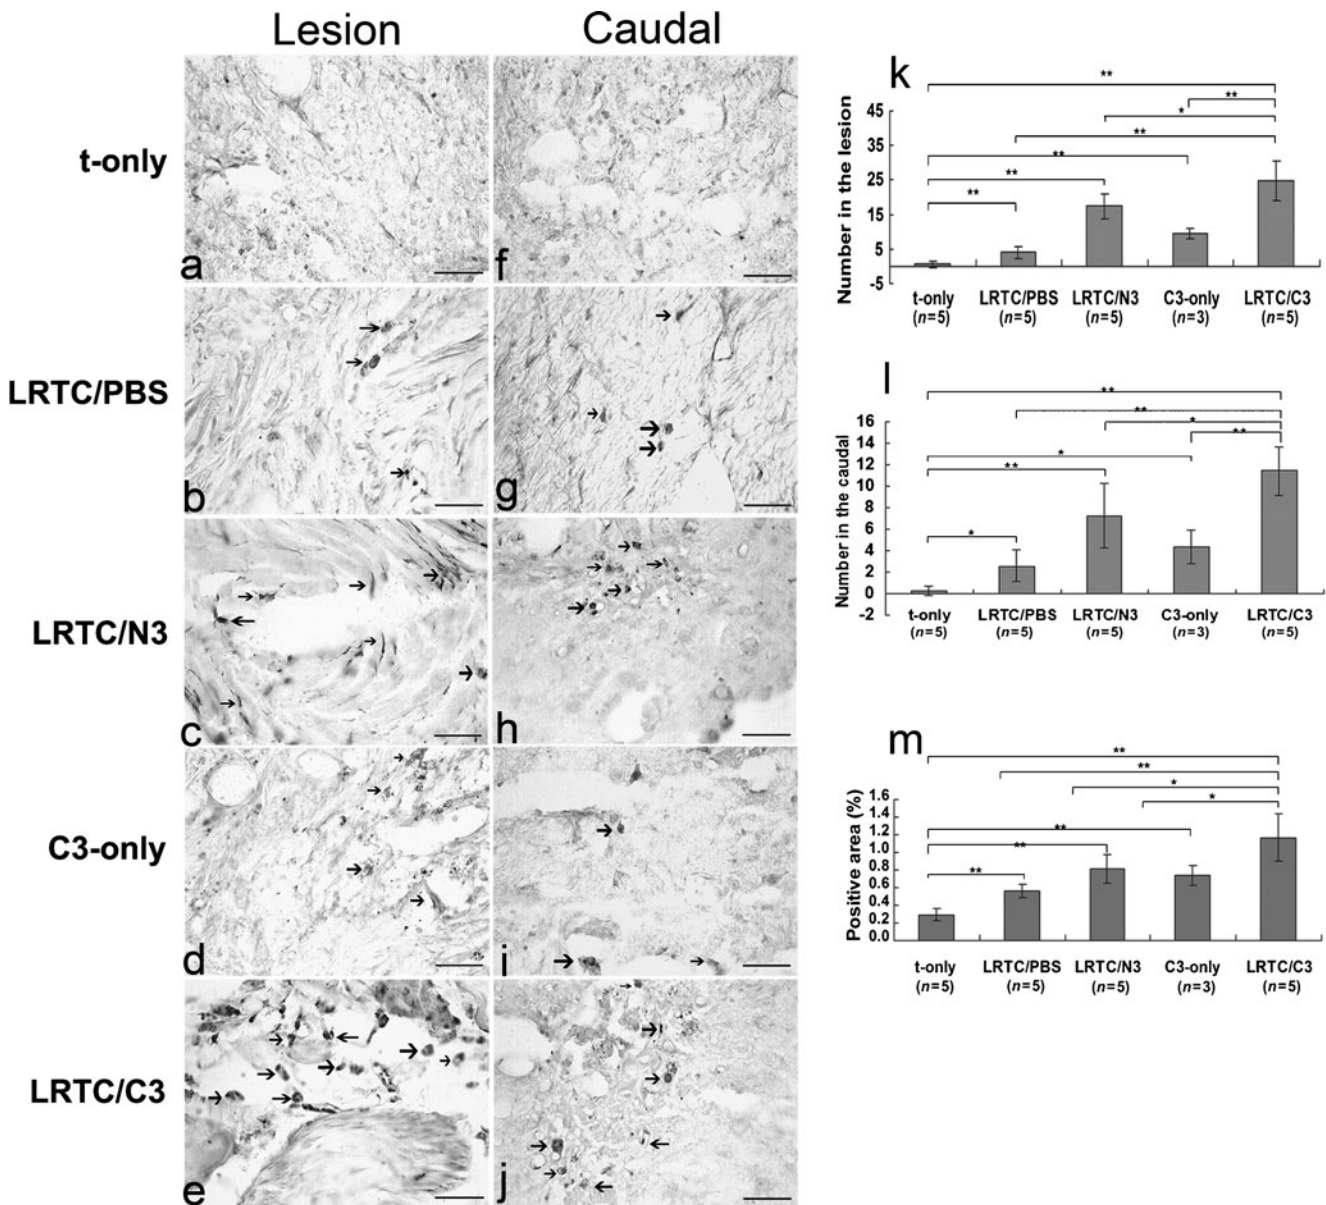 Lesion
Caudal
t-only
LRTC/PBS
LRTC/N3
C3-only
LRTC/C3
a
f
b
g
c
h
d
i
e
j
k
**
**
*
**
**
**
**
Number in the lesion
45
35
25
15
5
-5
t-only
(n=5)
LRTC/PBS
(n=5)
LRTC/N3
(n=5)
C3-only
(n=3)
LRTC/C3
(n=5)
l
**
**
*
**
*
**
*
Number in the caudal
16
14
12
10
8
6
4
2
0
-2
t-only
(n=5)
LRTC/PBS
(n=5)
LRTC/N3
(n=5)
C3-only
(n=3)
LRTC/C3
(n=5)
m
**
**
*
*
**
**
**
Positive area (%)
1.6
1.2
0.8
0.6
0.4
0.2
0.0
t-only
(n=5)
LRTC/PBS
(n=5)
LRTC/N3
(n=5)
C3-only
(n=3)
LRTC/C3
(n=5)